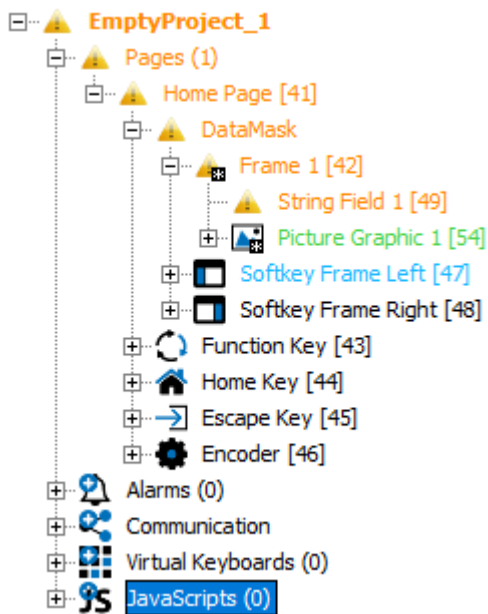 EmptyProject_1
Pages (1)
Home Page [41]
DataMask
Frame 1 [42]
String Field 1 [49]
Picture Graphic 1 [54]
Softkey Frame Left [47]
Softkey Frame Right [48]
Function Key [43]
Home Key [44]
Escape Key [45]
Encoder [46]
Alarms (0)
Communication
Virtual Keyboards (0)
JS JavaScripts (0)